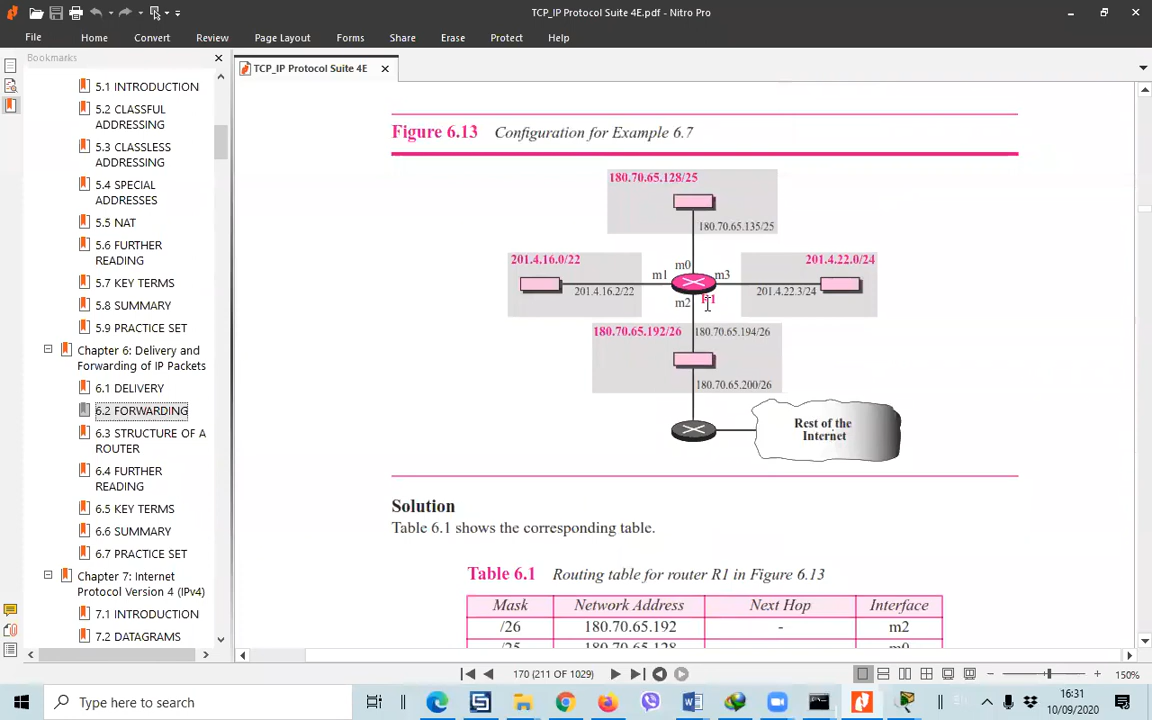 TCP_IP Protocol Suite 4E.pdf - Nitro Pro
File Home Convert Review Page Layout Forms Share Erase Protect Help
Bookmarks
5.1 INTRODUCTION
5.2 CLASSFUL
ADDRESSING
5.3 CLASSLESS
ADDRESSING
5.4 SPECIAL
ADDRESSES
5.5 NAT
5.6 FURTHER
READING
5.7 KEY TERMS
5.8 SUMMARY
5.9 PRACTICE SET
Chapter 6: Delivery and
Forwarding of IP Packets
6.1 DELIVERY
6.2 FORWARDING
6.3 STRUCTURE OF A
ROUTER
6.4 FURTHER
READING
6.5 KEY TERMS
6.6 SUMMARY
6.7 PRACTICE SET
Chapter 7: Internet
Protocol Version 4 (IPv4)
7.1 INTRODUCTION
7.2 DATAGRAMS
TCP_IP Protocol Suite 4E
Figure 6.13 Configuration for Example 6.7
180.70.65.128/25
180.70.65.135/25
201.4.16.0/22
201.4.16.2/22
m0
m1
m3
m2
R1
201.4.22.0/24
201.4.22.3/24
180.70.65.192/26
180.70.65.194/26
180.70.65.200/26
Rest of the
Internet
Solution
Table 6.1 shows the corresponding table.
Table 6.1 Routing table for router R1 in Figure 6.13
Mask Network Address Next Hop Interface
/26 180.70.65.192 - m2
/25 180.70.65.128 - m0
170 (211 OF 1029)
150%
Type here to search
16:31
10/09/2020